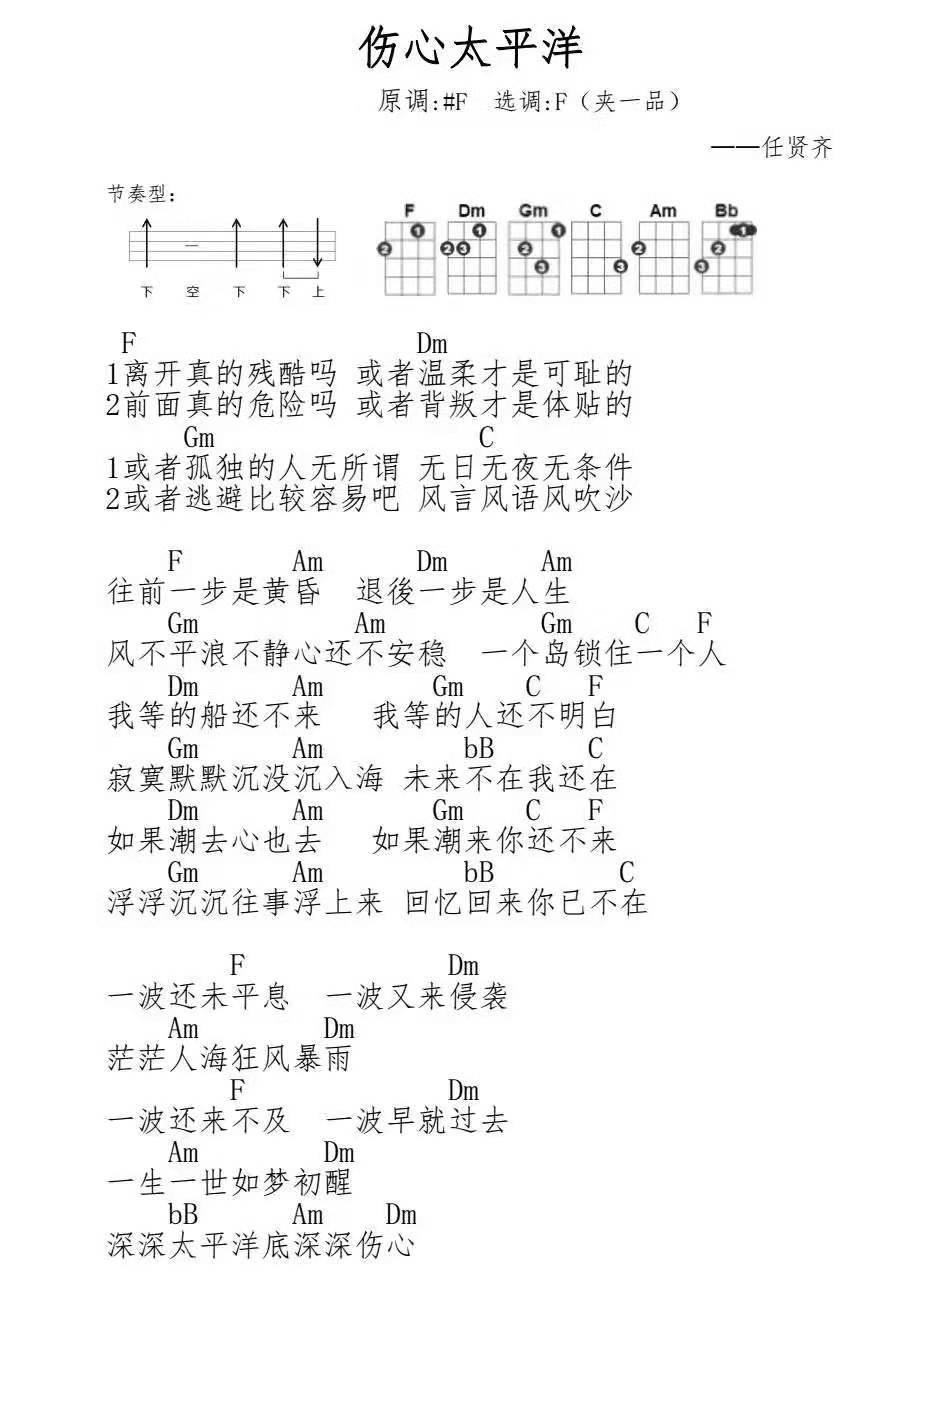 伤心太平洋
原调:#F 选调:F（夹一品）
——任贤齐
节奏型:
F Dm Gm C Am Bb
1 2 2 3 1 2 3 1 3 2 3 2 1
下 空 下 下 上
F Dm
1离开真的残酷吗 或者温柔才是可耻的
2前面真的危险吗 或者背叛才是体贴的
Gm C
1或者孤独的人无所谓 无日无夜无条件
2或者逃避比较容易吧 风言风语风吹沙
F Am Dm Am
往前一步是黄昏 退後一步是人生
Gm Am Gm C F
风不平浪不静心还不安稳 一个岛锁住一个人
Dm Am Gm C F
我等的船还不来 我等的人还不明白
Gm Am bB C
寂寞默默沉没沉入海 未来不在我还在
Dm Am Gm C F
如果潮去心也去 如果潮来你还不来
Gm Am bB C
浮浮沉沉往事浮上来 回忆回来你已不在
F Dm
一波还未平息 一波又来侵袭
Am Dm
茫茫人海狂风暴雨
F Dm
一波还来不及 一波早就过去
Am Dm
一生一世如梦初醒
bB Am Dm
深深太平洋底深深伤心